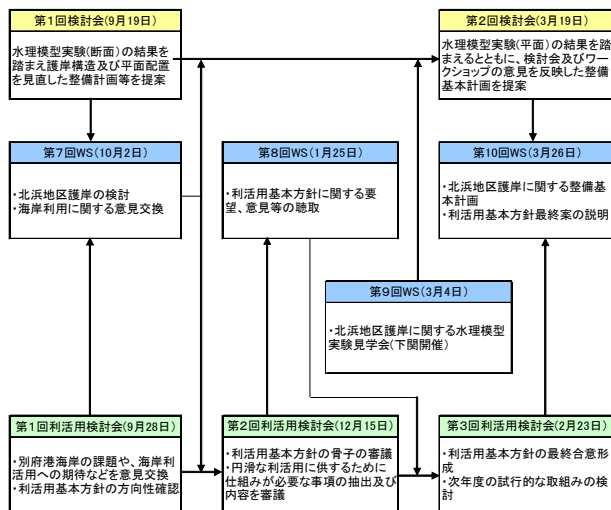 第1回検討会(9月19日)
水理模型実験(断面)の結果を
踏まえ護岸構造及び平面配置
を見直した整備計画等を提案
第2回検討会(3月19日)
水理模型実験(平面)の結果を踏
まえるとともに、検討会及びワー
クショップの意見を反映した整備
基本計画を提案
第7回WS(10月2日)
・北浜地区護岸の検討
・海岸利用に関する意見交換
第8回WS(1月25日)
・利活用基本方針に関する要
望、意見等の聴取
第10回WS(3月26日)
・北浜地区護岸に関する整備基
本計画
・利活用基本方針最終案の説明
第9回WS(3月4日)
・北浜地区護岸に関する水理模型
実験見学会(下関開催)
第1回利活用検討会(9月28日)
・別府港海岸の課題や、海岸利
活用への期待などを意見交換
・利活用基本方針の方向性確認
第2回利活用検討会(12月15日)
・利活用基本方針の骨子の審議
・円滑な利活用に供するために
仕組みが必要な事項の抽出及び
内容を審議
第3回利活用検討会(2月23日)
・利活用基本方針の最終合意形
成
・次年度の試行的な取組みの検
討